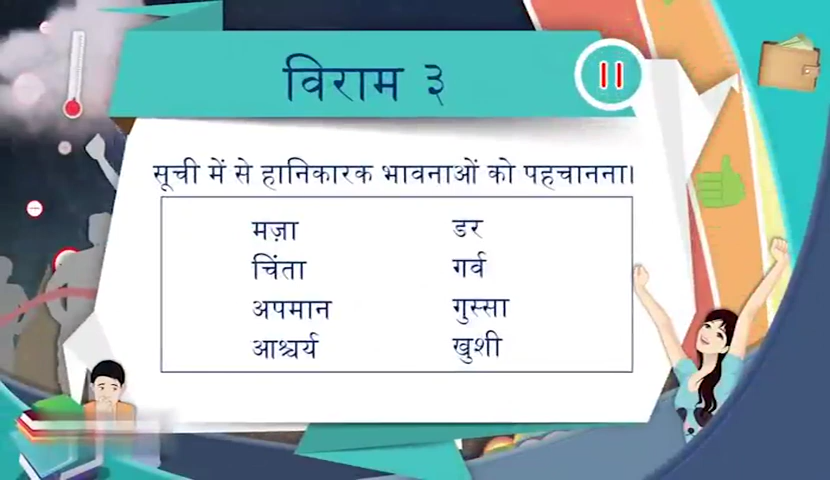 विराम ३
सूची में से हानिकारक भावनाओं को पहचानना।
मज़ा डर
चिंता गर्व
अपमान गुस्सा
आश्चर्य खुशी